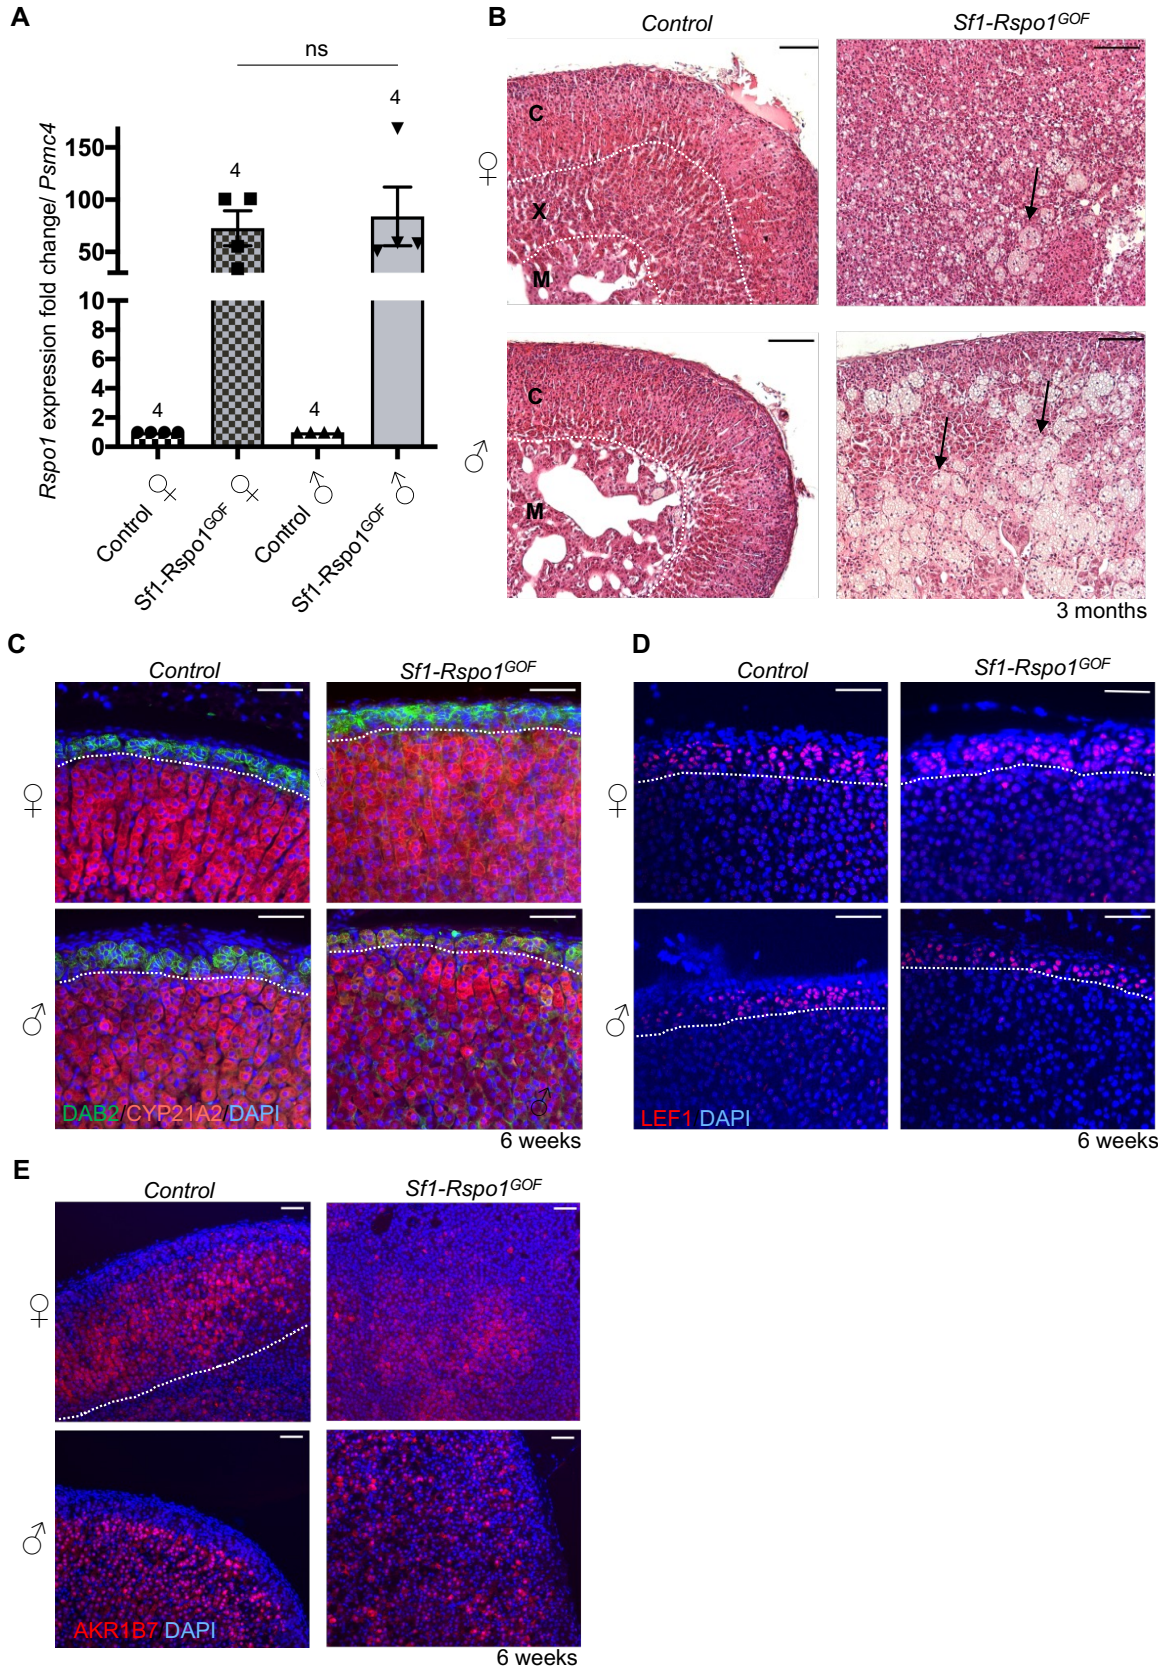 A
ns
4
4
4
4
Rspo1 expression fold change/ Psmc4
150
100
50
10
8
6
4
2
0
Control ♀
Sf1-Rspo1GOF ♀
Control ♂
Sf1-Rspo1GOF ♂
B
Control
Sf1-Rspo1GOF
♀
C
X
M
♂
C
M
3 months
C
Control
Sf1-Rspo1GOF
♀
♂
DAB2/CYP21A2/DAPI
♂
6 weeks
D
Control
Sf1-Rspo1GOF
♀
♂
LEF1 DAPI
6 weeks
E
Control
Sf1-Rspo1GOF
♀
♂
AKR1B7 DAPI
6 weeks